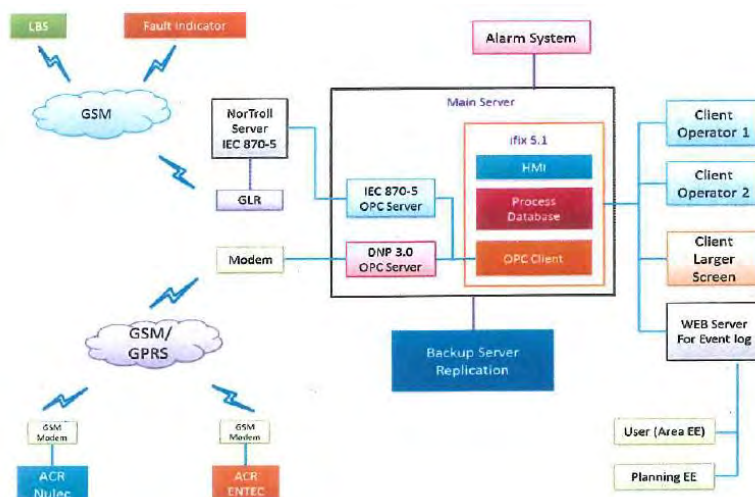 LBS
Fault Indicator
GSM
Alarm System
Main Server
NorTroll
Server
IEC 870-5
GLR
Modem
IEC 870-5
OPC Server
DNP 3.0
OPC Server
ifix 5.1
HMI
Process
Database
OPC Client
Client
Operator 1
Client
Operator 2
Client
Larger
Screen
WEB Server
For Event log
Backup Server
Replication
GSM/
GPRS
GSM
Modem
GSM
Modem
ACR
Nulec
ACR
ENTEC
User (Area EE)
Planning EE